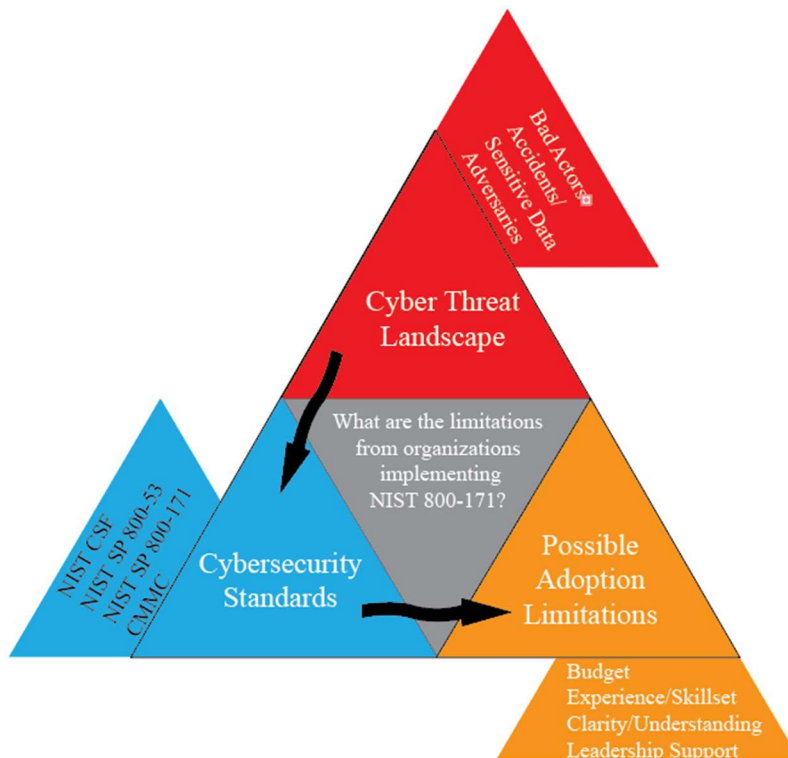 Bad Actors
Accidents/
Sensitive Data
Adversaries
Cyber Threat
Landscape
What are the limitations
from organizations
implementing
NIST 800-171?
NIST CSF
NIST SP 800-53
NIST SP 800-171
CMMC
Cybersecurity
Standards
Possible
Adoption
Limitations
Budget
Experience/Skillset
Clarity/Understanding
Leadership Support